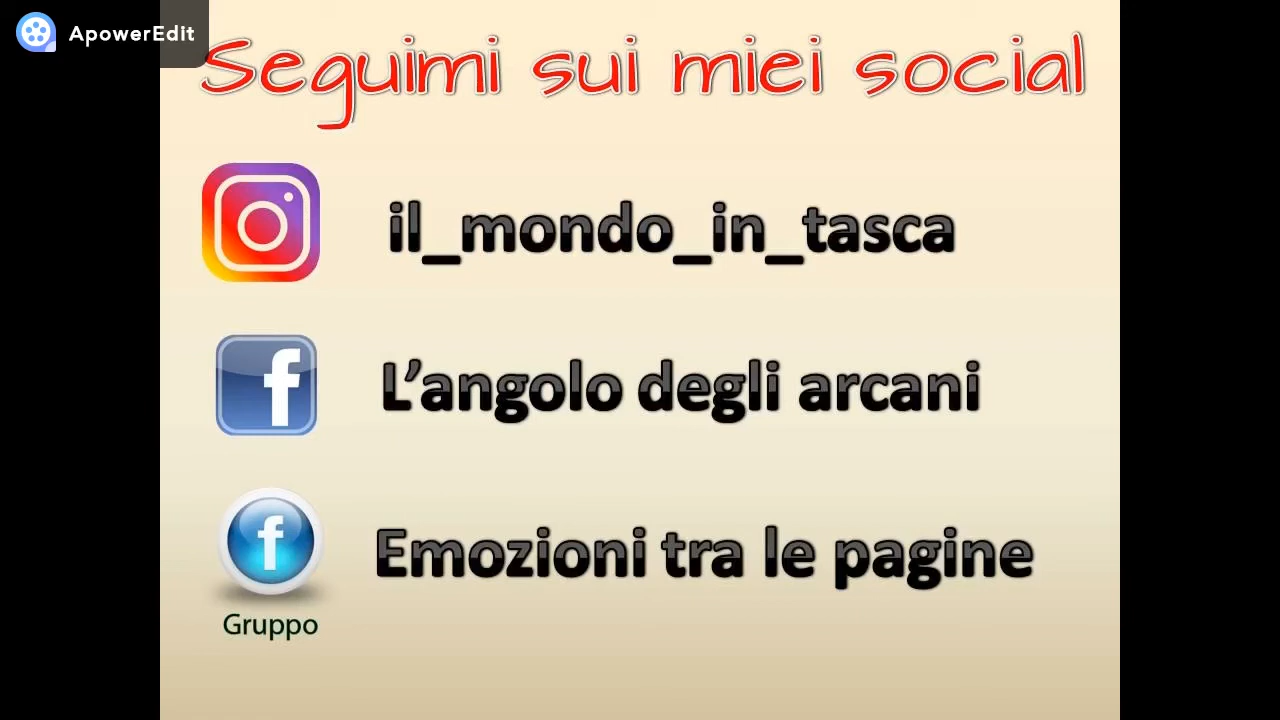 ApowerEdit
Seguimi sui miei social
il_mondo_in_tasca
L’angolo degli arcani
Emozioni tra le pagine
Gruppo